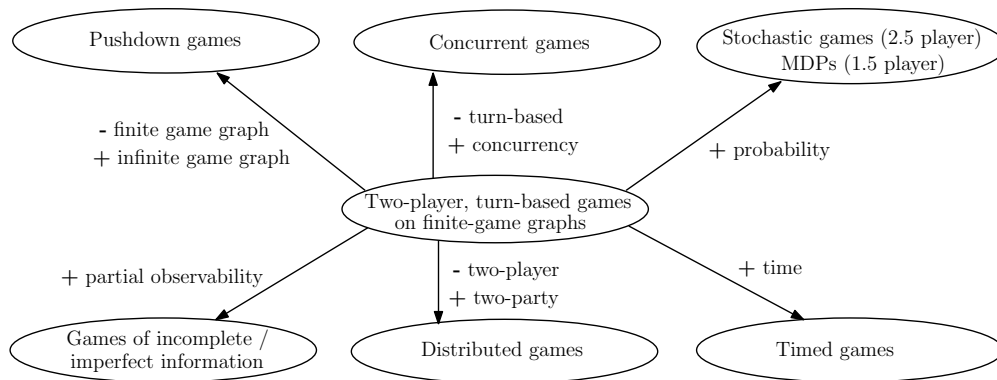 Pushdown games
Concurrent games
Stochastic games (2.5 player)
MDPs (1.5 player)
- finite game graph
+ infinite game graph
- turn-based
+ concurrency
+ probability
Two-player, turn-based games
on finite-game graphs
+ partial observability
- two-player
+ two-party
+ time
Games of incomplete /
imperfect information
Distributed games
Timed games